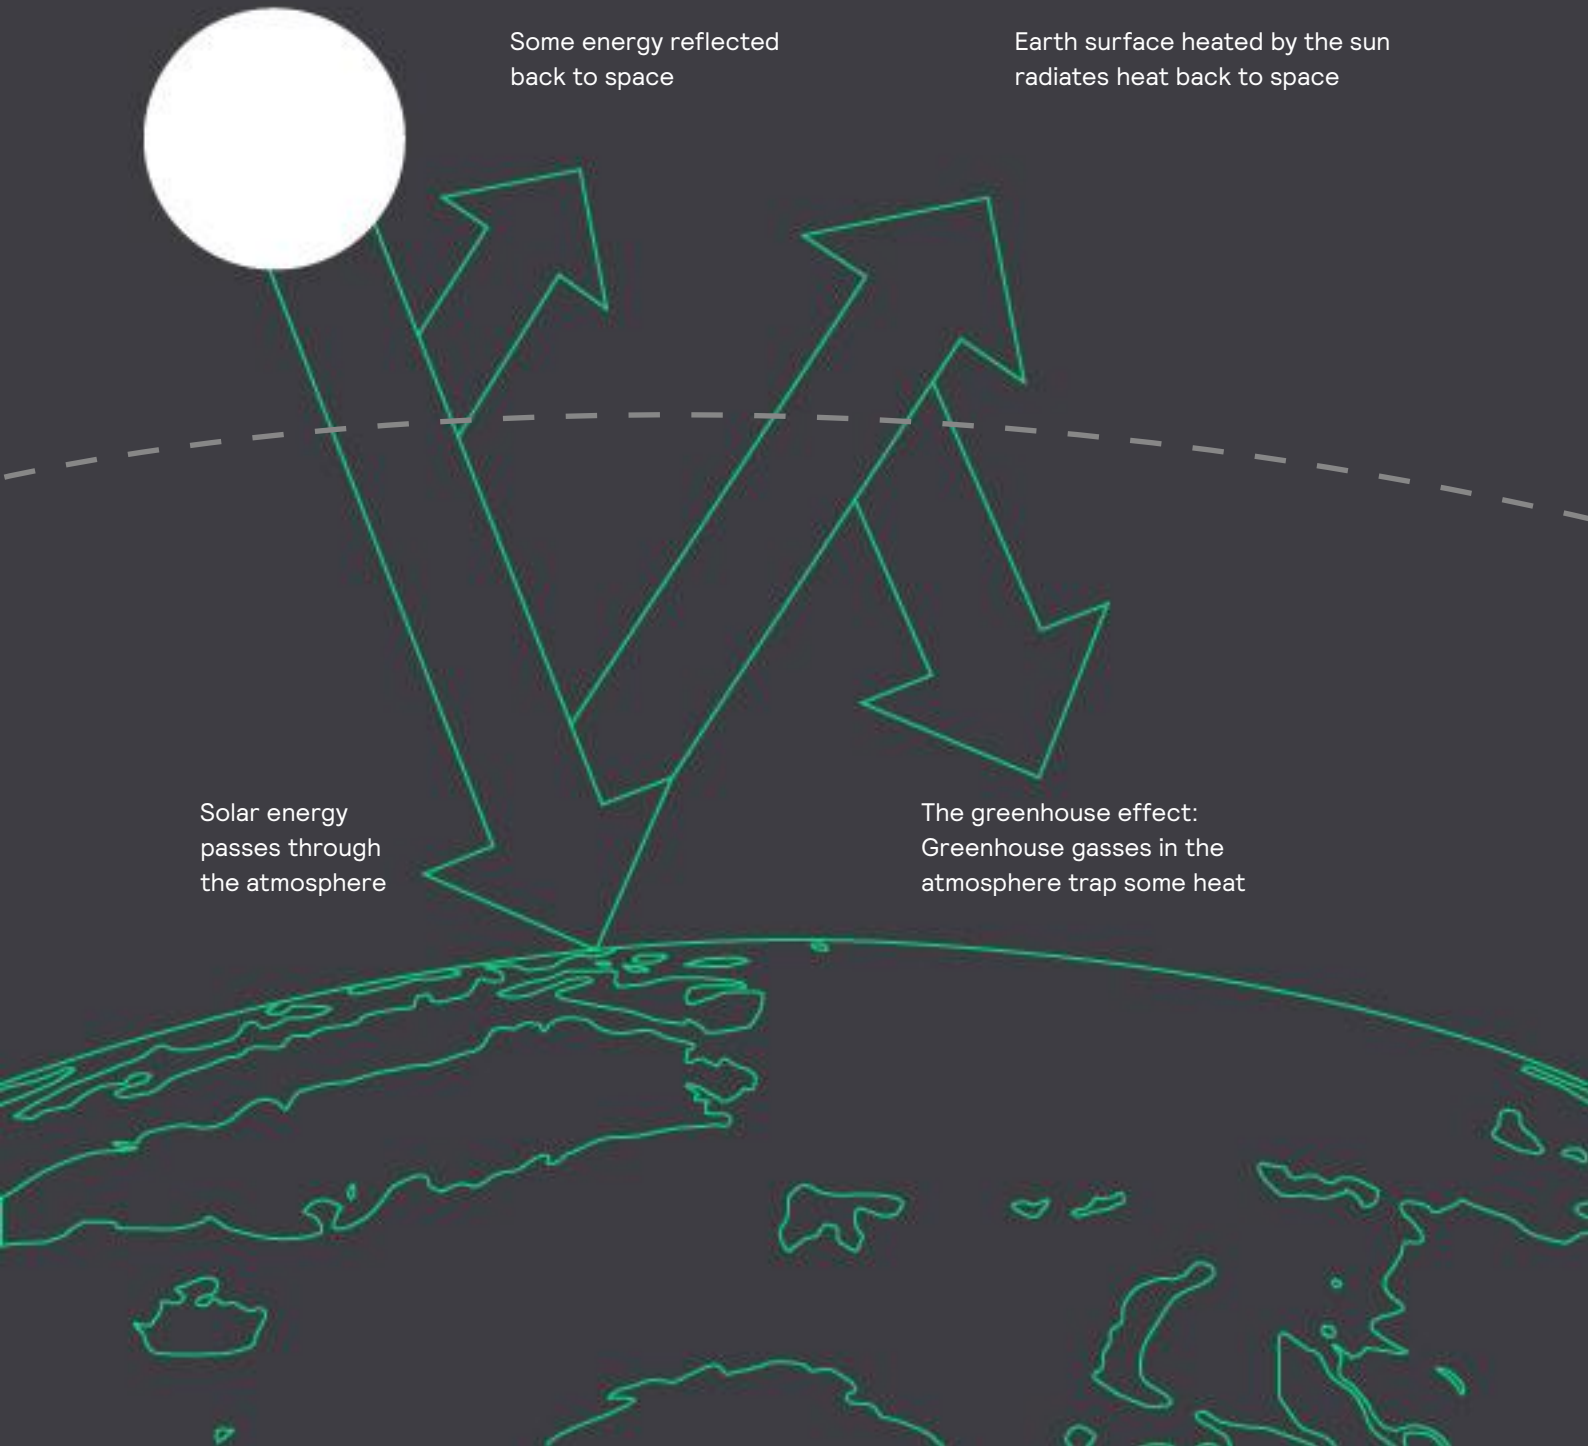 Some energy reflected
back to space
Earth surface heated by the sun
radiates heat back to space
Solar energy
passes through
the atmosphere
The greenhouse effect:
Greenhouse gasses in the
atmosphere trap some heat